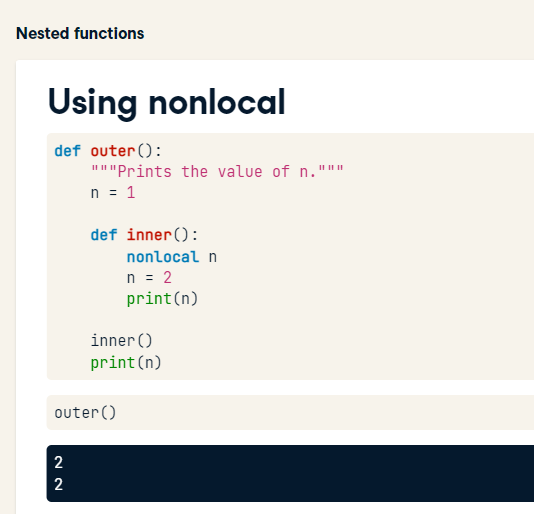 Nested functions
Using nonlocal
def outer():
    """Prints the value of n."""
    n = 1
    def inner():
        nonlocal n
        n = 2
        print(n)
    inner()
    print(n)
outer()
2
2